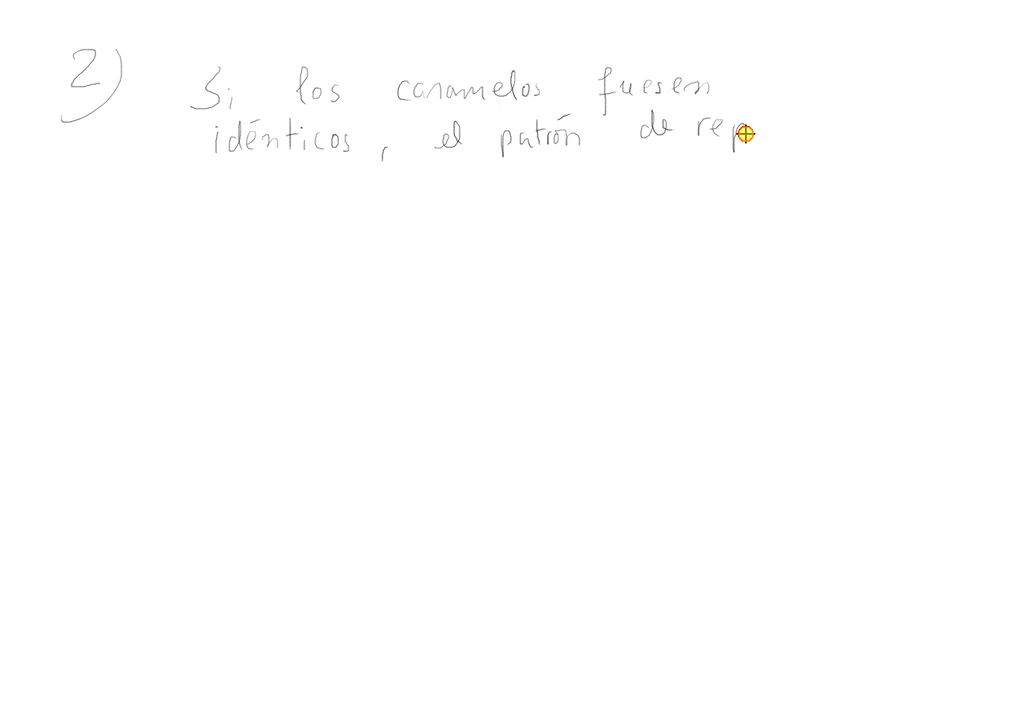 2) Si los caramelos fuesen
idénticos, el patrón de rep